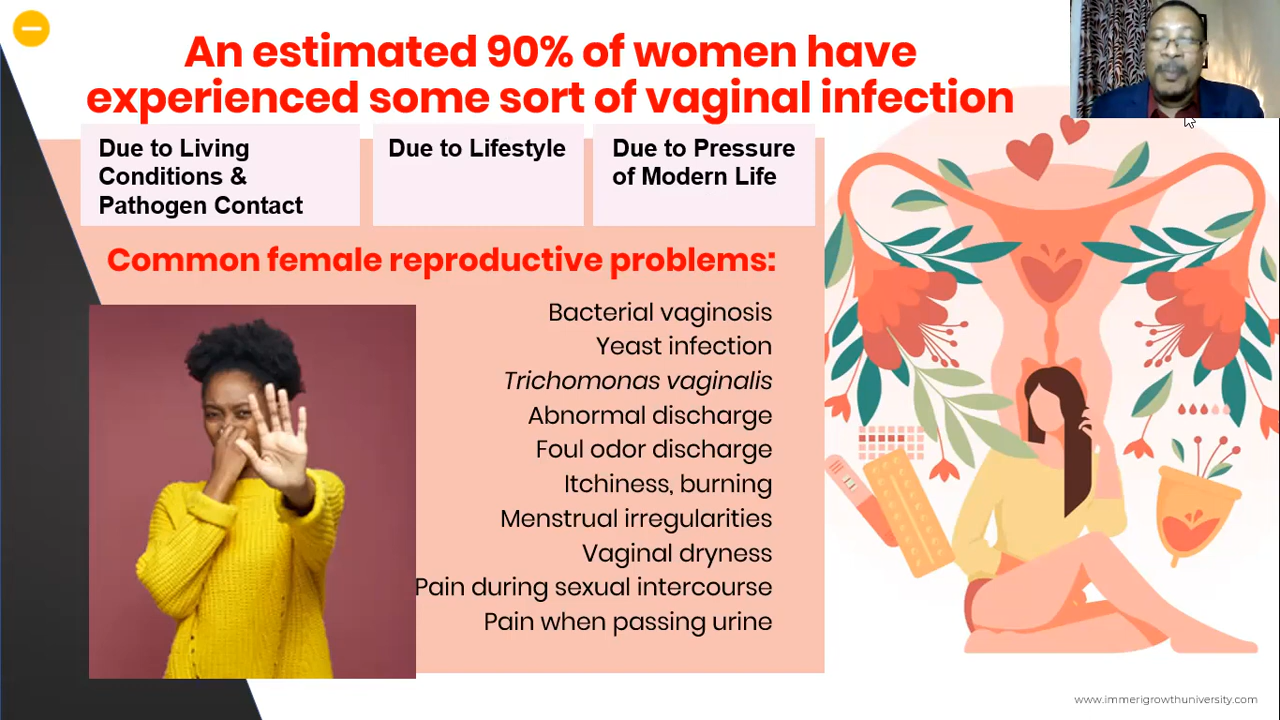 An estimated 90% of women have
experienced some sort of vaginal infection
Due to Living
Conditions &
Pathogen Contact
Due to Lifestyle
Due to Pressure
of Modern Life
Common female reproductive problems:
Bacterial vaginosis
Yeast infection
Trichomonas vaginalis
Abnormal discharge
Foul odor discharge
Itchiness, burning
Menstrual irregularities
Vaginal dryness
Pain during sexual intercourse
Pain when passing urine
www.immerigrowthuniversity.com